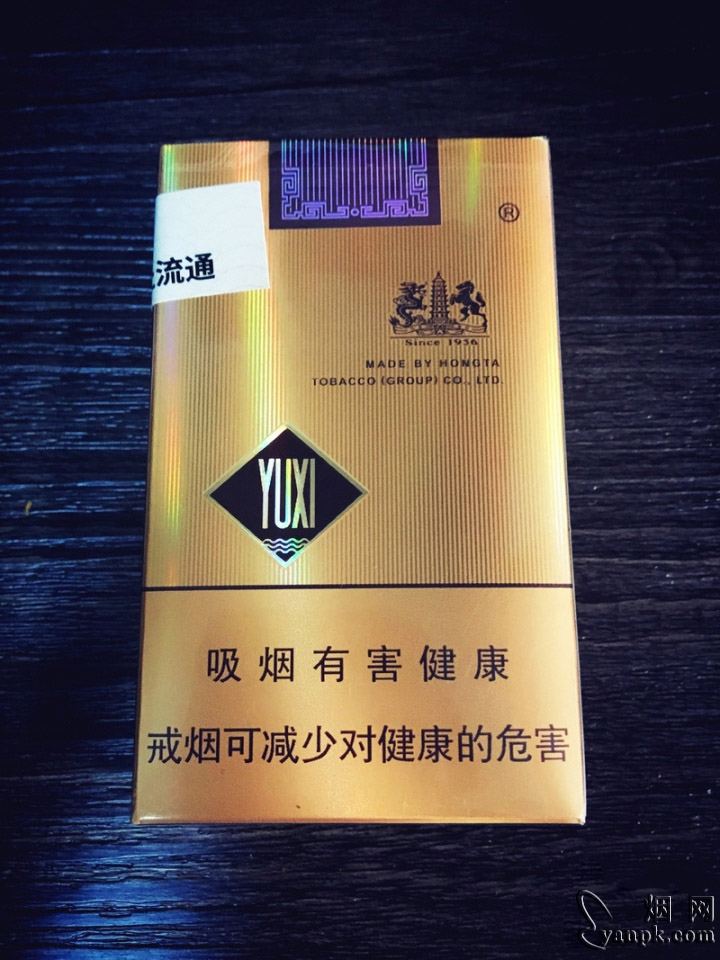 流通
®
Since 1956
MADE BY HONGTA
TOBACCO (GROUP) CO., LTD.
YUXI
吸烟有害健康
戒烟可减少对健康的危害
烟网
yanpk.com